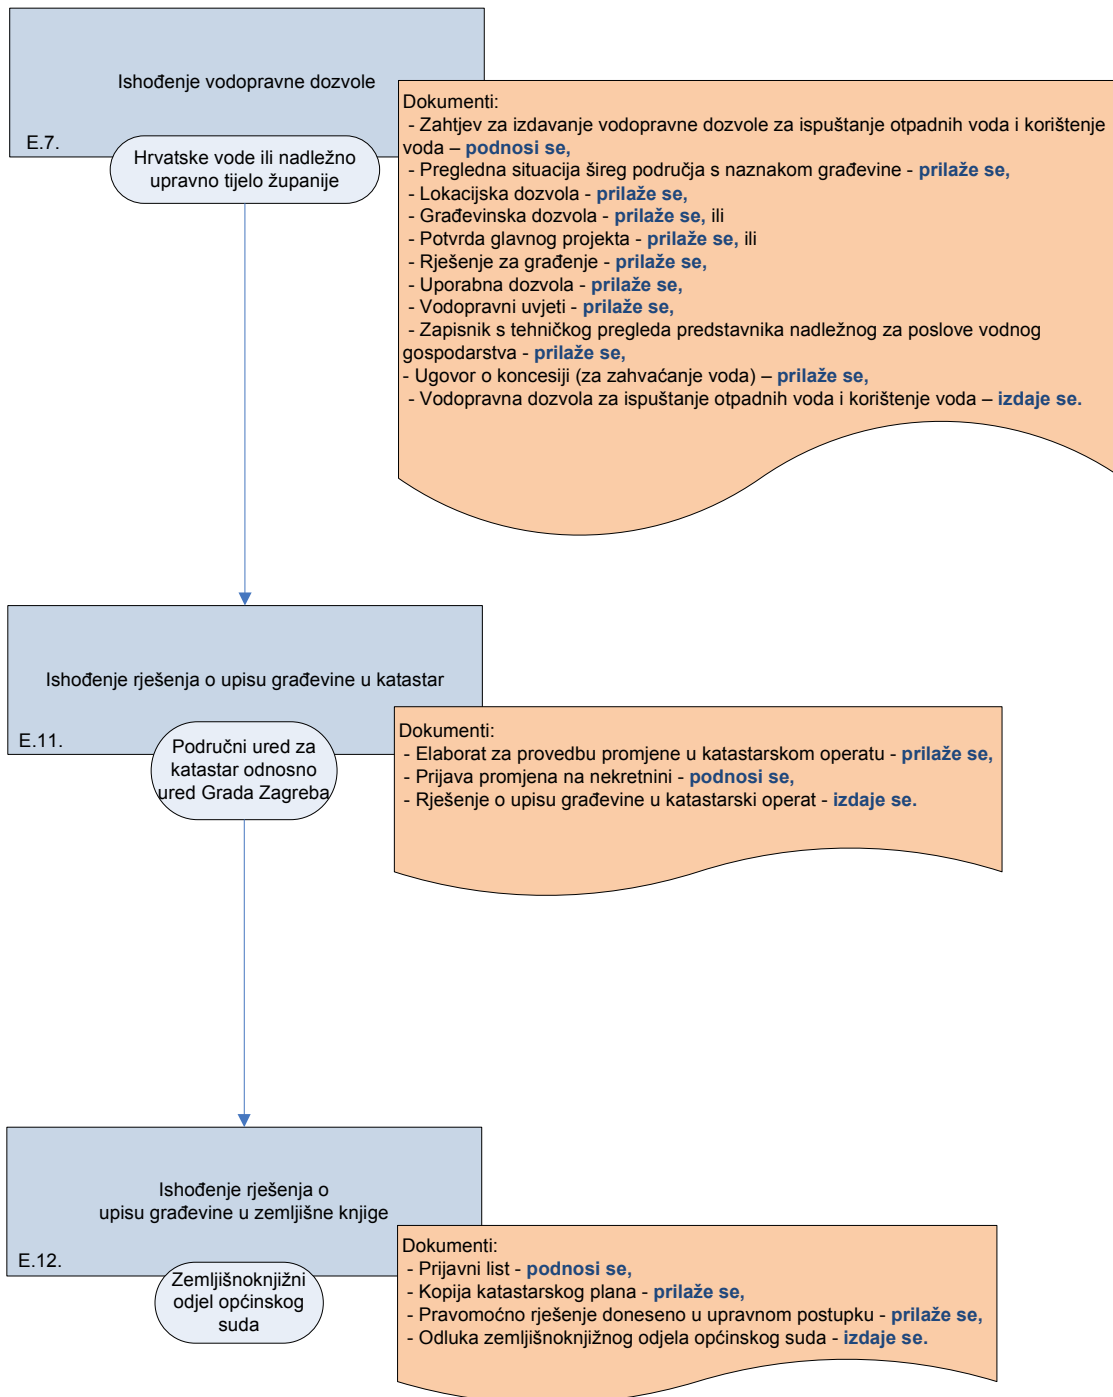 Ishođenje vodopravne dozvole
E.7.
Hrvatske vode ili nadležno
upravno tijelo županije
Dokumenti:
- Zahtjev za izdavanje vodopravne dozvole za ispuštanje otpadnih voda i korištenje
voda – podnosi se,
- Pregledna situacija šireg područja s naznakom građevine - prilaže se,
- Lokacijska dozvola - prilaže se,
- Građevinska dozvola - prilaže se, ili
- Potvrda glavnog projekta - prilaže se, ili
- Rješenje za građenje - prilaže se,
- Uporabna dozvola - prilaže se,
- Vodopravni uvjeti - prilaže se,
- Zapisnik s tehničkog pregleda predstavnika nadležnog za poslove vodnog
gospodarstva - prilaže se,
- Ugovor o koncesiji (za zahvaćanje voda) – prilaže se,
- Vodopravna dozvola za ispuštanje otpadnih voda i korištenje voda – izdaje se.
Ishođenje rješenja o upisu građevine u katastar
E.11.
Područni ured za
katastar odnosno
ured Grada Zagreba
Dokumenti:
- Elaborat za provedbu promjene u katastarskom operatu - prilaže se,
- Prijava promjena na nekretnini - podnosi se,
- Rješenje o upisu građevine u katastarski operat - izdaje se.
Ishođenje rješenja o
upisu građevine u zemljišne knjige
E.12.
Zemljišnoknjižni
odjel općinskog
suda
Dokumenti:
- Prijavni list - podnosi se,
- Kopija katastarskog plana - prilaže se,
- Pravomoćno rješenje doneseno u upravnom postupku - prilaže se,
- Odluka zemljišnoknjižnog odjela općinskog suda - izdaje se.